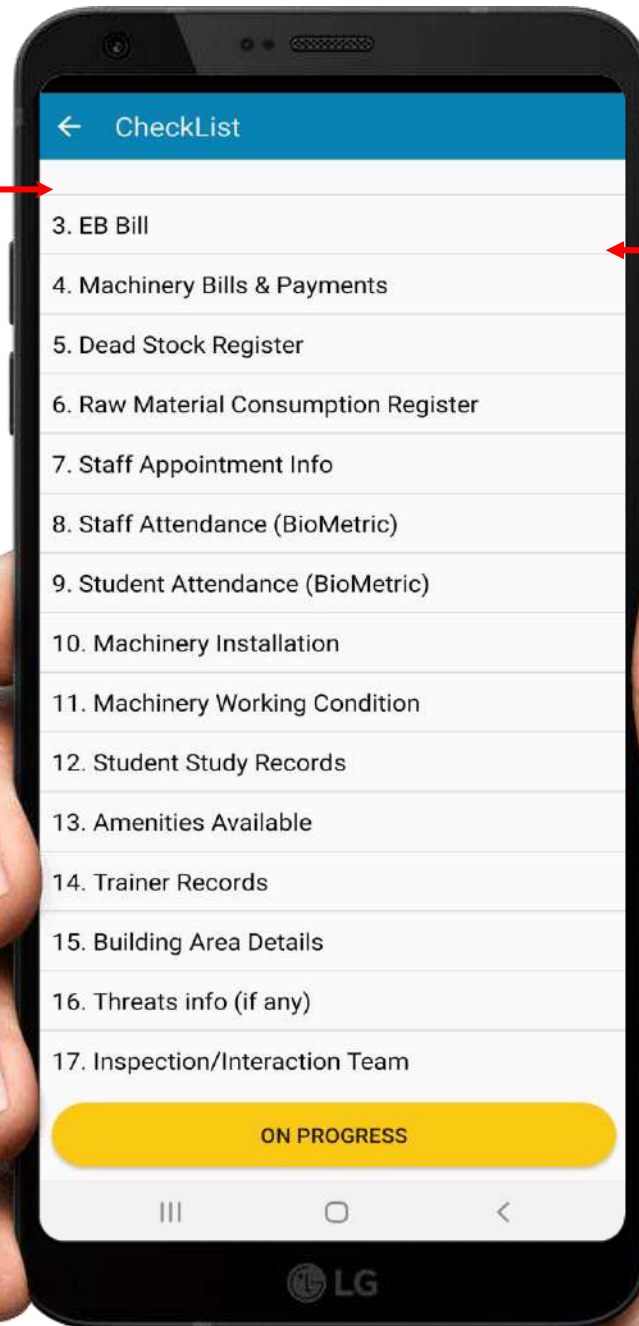 CheckList
3. EB Bill
4. Machinery Bills & Payments
5. Dead Stock Register
6. Raw Material Consumption Register
7. Staff Appointment Info
8. Staff Attendance (BioMetric)
9. Student Attendance (BioMetric)
10. Machinery Installation
11. Machinery Working Condition
12. Student Study Records
13. Amenities Available
14. Trainer Records
15. Building Area Details
16. Threats info (if any)
17. Inspection/Interaction Team
ON PROGRESS
LG